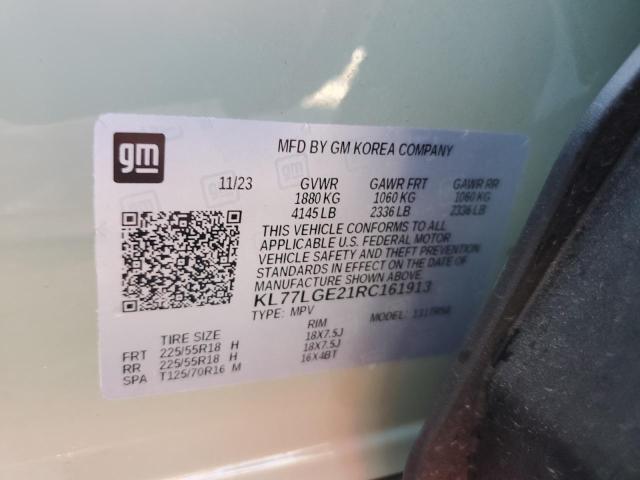 gm
MFD BY GM KOREA COMPANY
11/23 GVWR GAWR FRT GAWR RR
1880 KG 1060 KG 1060 KG
4145 LB 2336 LB 2336 LB
THIS VEHICLE CONFORMS TO ALL
APPLICABLE U.S. FEDERAL MOTOR
VEHICLE SAFETY AND THEFT PREVENTION
STANDARDS IN EFFECT ON THE DATE OF
MANUFACTURE SHOWN ABOVE
KL77LGE21RC161913
TYPE: MPV MODEL:
TIRE SIZE RIM
FRT 225/55R18 H 18X7.5J
RR 225/55R18 H 18X7.5J
SPA T125/70R16 M 16X4BT